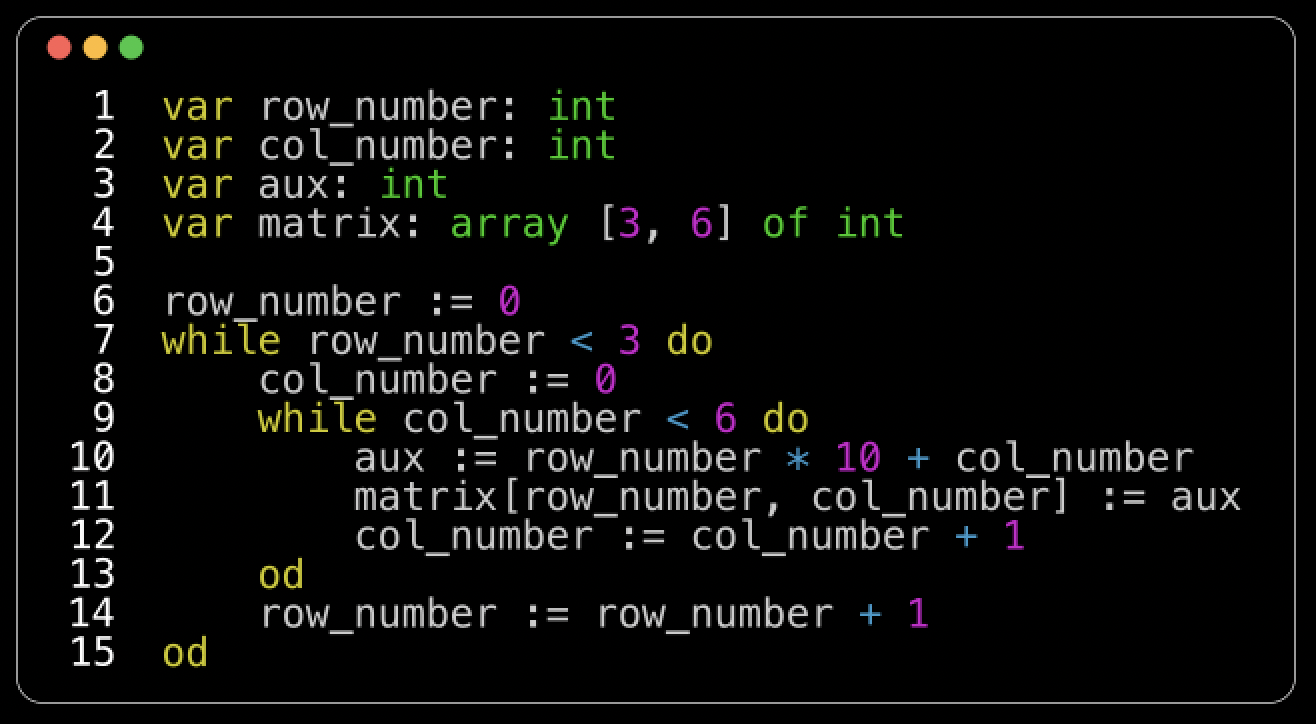 1 var row_number: int
2 var col_number: int
3 var aux: int
4 var matrix: array [3, 6] of int
5
6 row_number := 0
7 while row_number < 3 do
8     col_number := 0
9     while col_number < 6 do
10         aux := row_number * 10 + col_number
11         matrix[row_number, col_number] := aux
12         col_number := col_number + 1
13     od
14     row_number := row_number + 1
15 od